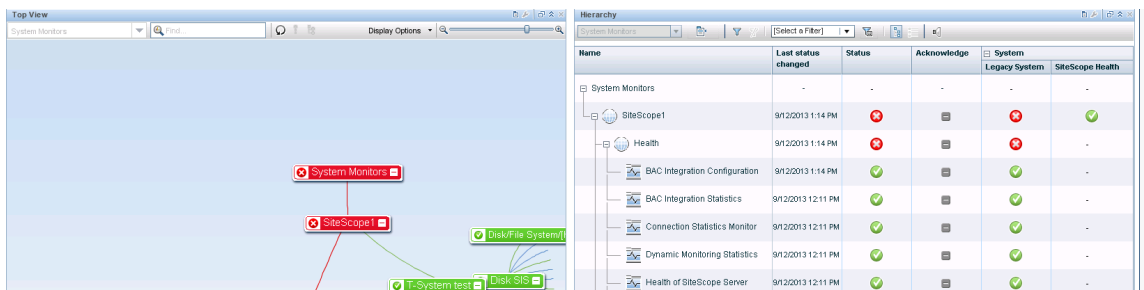 Top View
System Monitors
Find...
Display Options
System Monitors
SiteScope1
Disk/File System/[
T-System test
Disk SIS
Hierarchy
System Monitors
[Select a Filter]
Name
Last status changed
Status
Acknowledge
System
Legacy System
SiteScope Health
System Monitors - - - - -
SiteScope1 9/12/2013 1:14 PM
Health 9/12/2013 1:14 PM -
BAC Integration Configuration 9/12/2013 1:14 PM -
BAC Integration Statistics 9/12/2013 12:11 PM -
Connection Statistics Monitor 9/12/2013 12:11 PM -
Dynamic Monitoring Statistics 9/12/2013 12:11 PM -
Health of SiteScope Server 9/12/2013 12:11 PM -